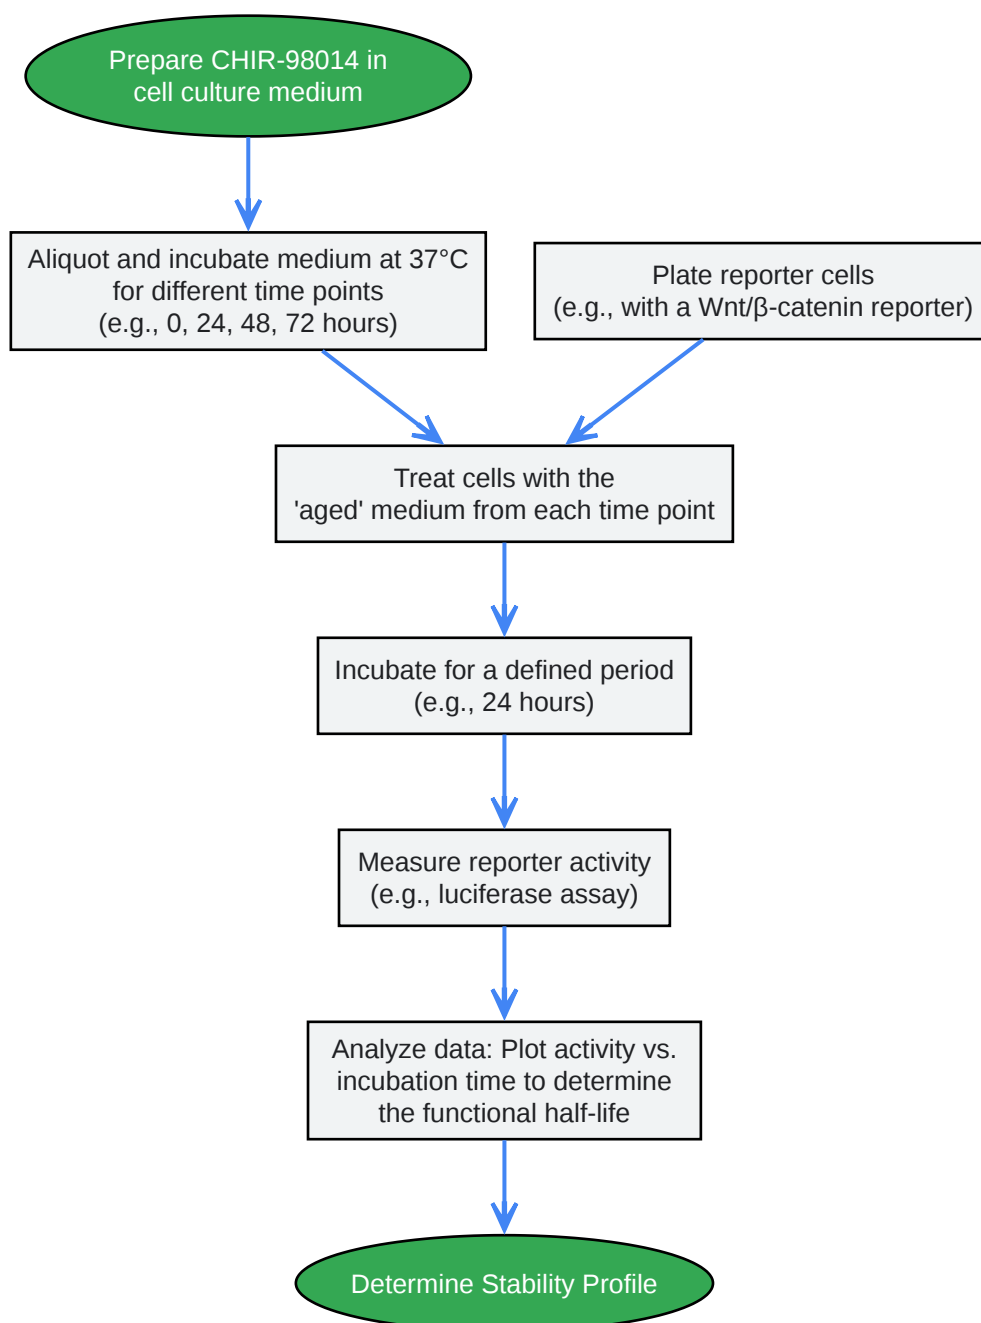 Prepare CHIR-98014 in
cell culture medium
Aliquot and incubate medium at 37°C
for different time points
(e.g., 0, 24, 48, 72 hours)
Plate reporter cells
(e.g., with a Wnt/β-catenin reporter)
Treat cells with the
'aged' medium from each time point
Incubate for a defined period
(e.g., 24 hours)
Measure reporter activity
(e.g., luciferase assay)
Analyze data: Plot activity vs.
incubation time to determine
the functional half-life
Determine Stability Profile